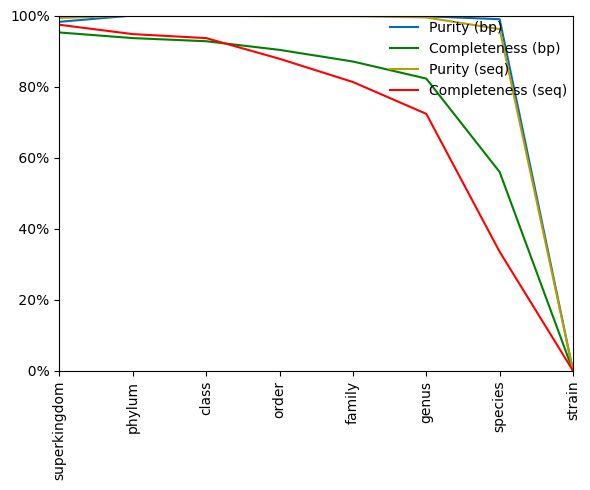 100%
80%
60%
40%
20%
0%
Purity (bp)
Completeness (bp)
Purity (seq)
Completeness (seq)
superkingdom
phylum
class
order
family
genus
species
strain